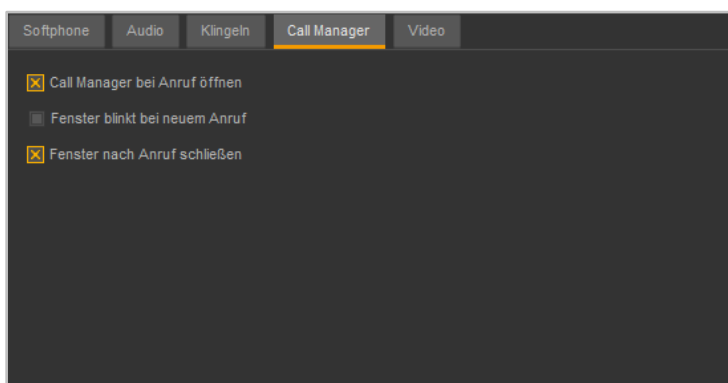 Softphone Audio Klingeln Call Manager Video
Call Manager bei Anruf öffnen
Fenster blinkt bei neuem Anruf
Fenster nach Anruf schließen